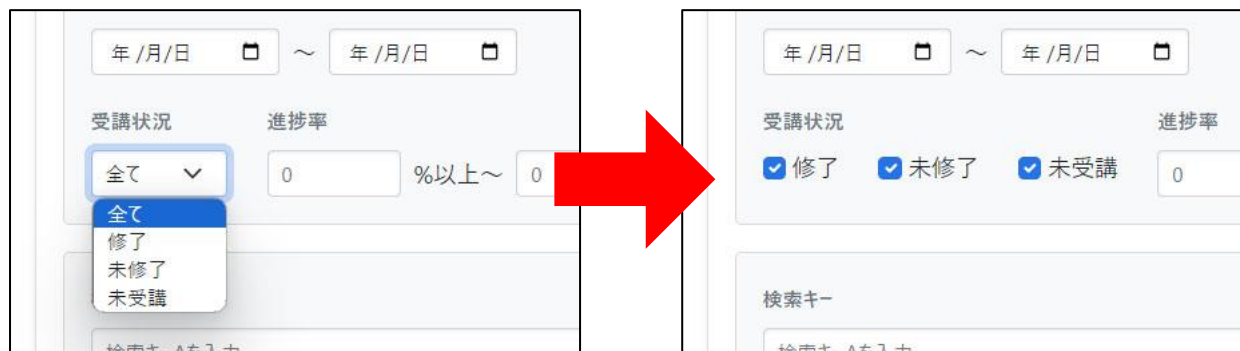 年 /月/日 ～ 年 /月/日
受講状況 進捗率
全て 0 %以上～ 0
全て
修了
未修了
未受講
年 /月/日 ～ 年 /月/日
受講状況 進捗率
修了 未修了 未受講 0
検索キー